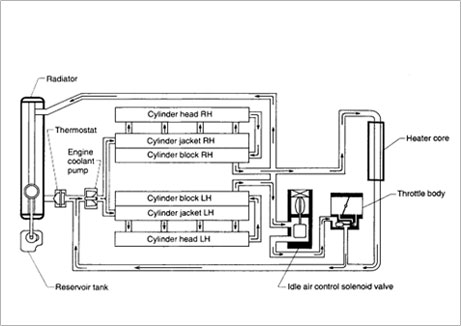 Radiator
Thermostat
Engine
coolant
pump
Cylinder head RH
Cylinder jacket RH
Cylinder block RH
Cylinder block LH
Cylinder jacket LH
Cylinder head LH
Heater core
Throttle body
Reservoir tank
Idle air control solenoid valve